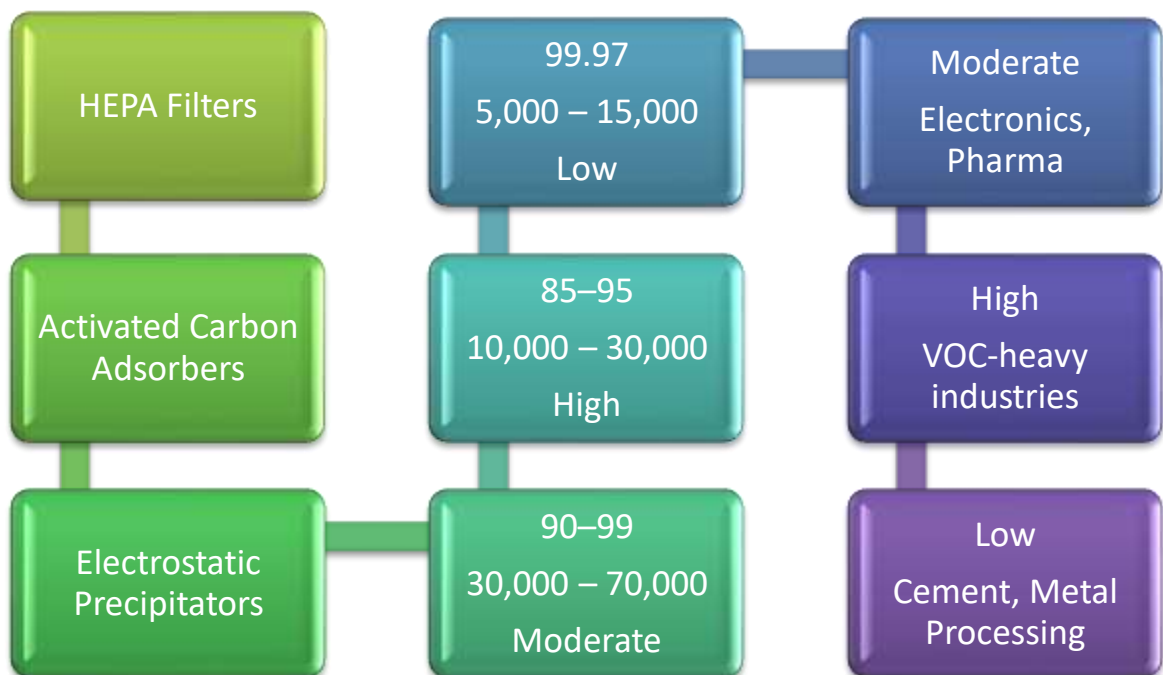 HEPA Filters
Activated Carbon
Adsorbers
Electrostatic
Precipitators
90–99
30,000 – 70,000
Moderate
85–95
10,000 – 30,000
High
99.97
5,000 – 15,000
Low
Moderate
Electronics,
Pharma
High
VOC-heavy
industries
Low
Cement, Metal
Processing